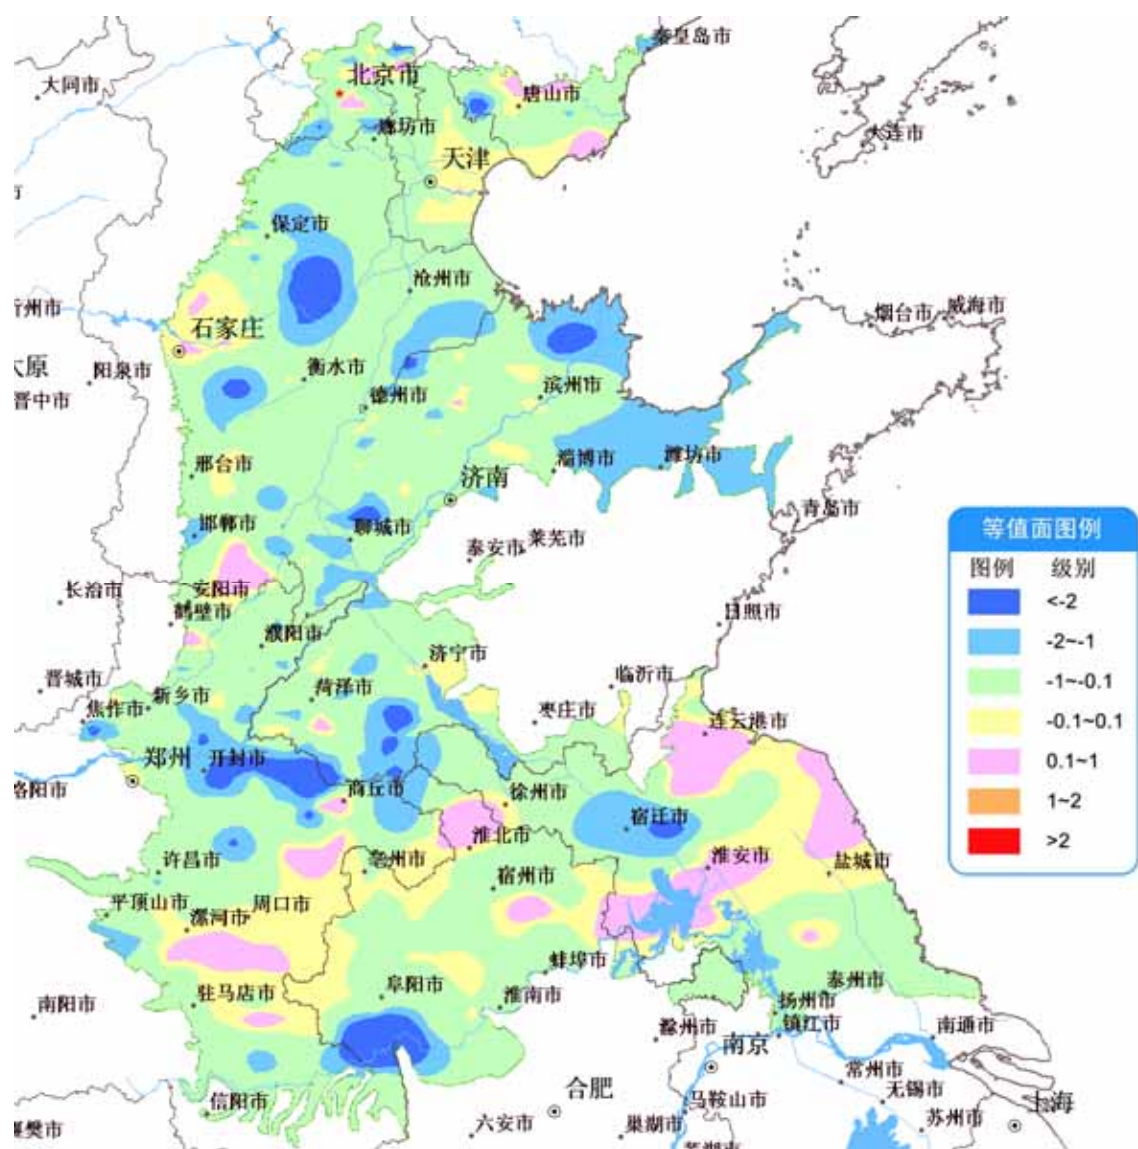 秦皇岛市
大同市
北京市
唐山市
廊坊市
大连市
天津
保定市
沧州市
忻州市
石家庄
烟台市
威海市
太原
阳泉市
衡水市
德州市
滨州市
晋中市
邢台市
济南
淄博市
潍坊市
青岛市
邯郸市
聊城市
泰安市
莱芜市
长治市
安阳市
鹤壁市
濮阳市
日照市
晋城市
济宁市
临沂市
焦作市
新乡市
菏泽市
枣庄市
连云港市
郑州
开封市
洛阳市
商丘市
徐州市
宿迁市
许昌市
亳州市
淮北市
宿州市
淮安市
盐城市
平顶山市
漯河市
周口市
蚌埠市
南阳市
驻马店市
阜阳市
淮南市
泰州市
扬州市
滁州市
南京
镇江市
南通市
信阳市
合肥
常州市
无锡市
马鞍山市
上海
襄樊市
六安市
巢湖市
苏州市
芜湖市
等值面图例
图例 级别
<-2
-2~-1
-1~-0.1
-0.1~0.1
0.1~1
1~2
>2